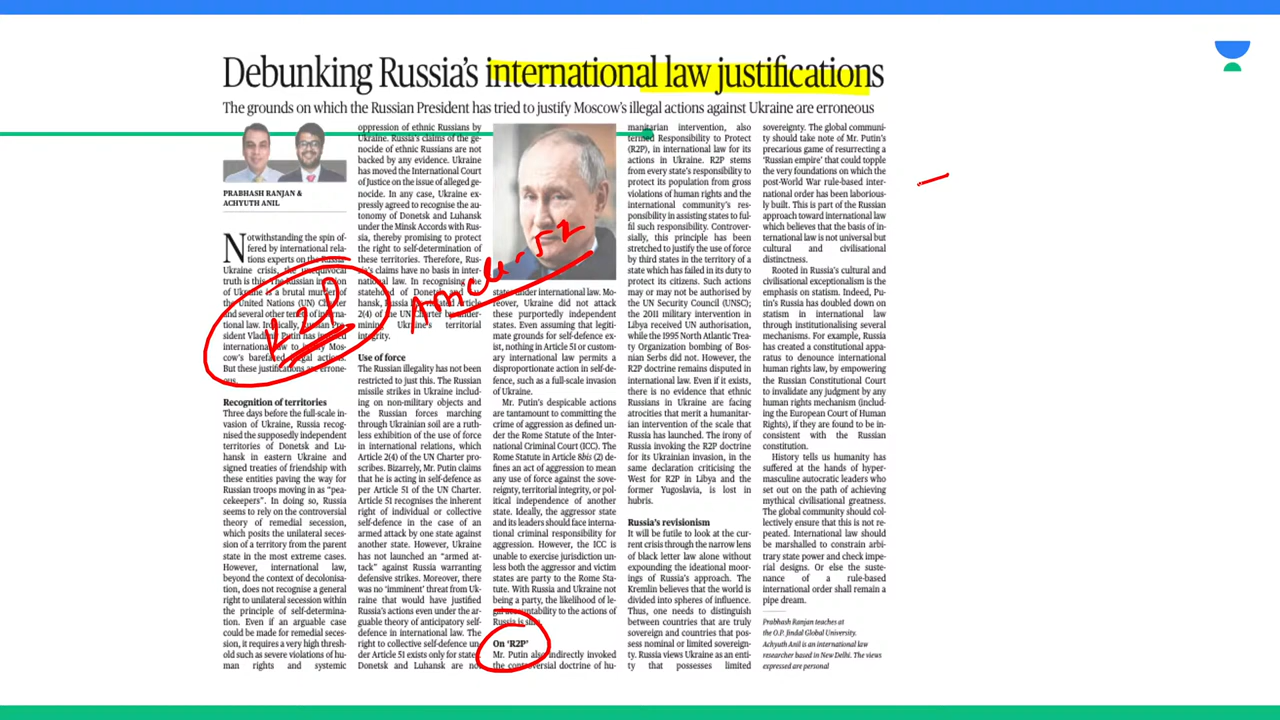 Debunking Russia's international law justifications
The grounds on which the Russian President has tried to justify Moscow's illegal actions against Ukraine are erroneous
PRABHASH RANJAN &
ACHYUTH ANIL
Notwithstanding the spin of-
fered by international rela-
tions experts on the Russia-
Ukraine crisis, the unequivocal
truth is this: The Russian invasion
of Ukraine is a brutal murder of
the United Nations (UN) Charter
and several other tenets of interna-
tional law. Ironically, Russian Pre-
sident Vladimir Putin has
international law to justify Mos-
cow's barefaced illegal actions.
But these justifications are errone-
ous.
Recognition of territories
Three days before the full-scale in-
vasion of Ukraine, Russia recog-
nised the supposedly independent
territories of Donetsk and Lu-
hansk in eastern Ukraine and
signed treaties of friendship with
these entities paving the way for
Russian troops moving in as "pea-
cekeepers". In doing so, Russia
seems to rely on the controversial
theory of remedial secession,
which posits the unilateral seces-
sion of a territory from the parent
state in the most extreme cases.
However, international law,
beyond the context of decolonisa-
tion, does not recognise a general
right to unilateral secession within
the principle of self-determina-
tion. Even if an arguable case
could be made for remedial seces-
sion, it requires a very high thresh-
old such as severe violations of hu-
man rights and systemic
oppression of ethnic Russians by
Ukraine. Russia's claims of the ge-
nocide of ethnic Russians are not
backed by any evidence. Ukraine
has moved the International Court
of Justice on the issue of alleged ge-
nocide. In any case, Ukraine ex-
pressly agreed to recognise the au-
tonomy of Donetsk and Luhansk
under the Minsk Accords with Rus-
sia, thereby promising to protect
the right to self-determination of
these territories. Therefore, Rus-
sia's claims have no basis in inter-
national law. In recognising the
statehood of Donetsk and Lu-
hansk, Russia has violated Article
2(4) of the UN Charter by under-
mining Ukraine's territorial
integrity.
Use of force
The Russian illegality has not been
restricted to just this. The Russian
missile strikes in Ukraine includ-
ing on non-military objects and
the Russian forces marching
through Ukrainian soil are a ruth-
less exhibition of the use of force
in international relations, which
Article 2(4) of the UN Charter pro-
scribes. Bizarrely, Mr. Putin claims
that he is acting in self-defence as
per Article 51 of the UN Charter.
Article 51 recognises the inherent
right of individual or collective
self-defence in the case of an
armed attack by one state against
another state. However, Ukraine
has not launched an "armed at-
tack" against Russia warranting
defensive strikes. Moreover, there
was no 'imminent' threat from Uk-
raine that would have justified
Russia's actions even under the ar-
guable theory of anticipatory self-
defence in international law. The
right to collective self-defence un-
der Article 51 exists only for states.
Donetsk and Luhansk are not
states under international law. Mo-
reover, Ukraine did not attack
these purportedly independent
states. Even assuming that legiti-
mate grounds for self-defence ex-
ist, nothing in Article 51 or custom-
ary international law permits a
disproportionate action in self-de-
fence, such as a full-scale invasion
of Ukraine.
Mr. Putin's despicable actions
are tantamount to committing the
crime of aggression as defined un-
der the Rome Statute of the Inter-
national Criminal Court (ICC). The
Rome Statute in Article 8bis (2) de-
fines an act of aggression to mean
any use of force against the sove-
reignty, territorial integrity, or pol-
itical independence of another
state. Ideally, the aggressor state
and its leaders should face inter-
national criminal responsibility for
aggression. However, the ICC is
unable to exercise jurisdiction un-
less both the aggressor and victim
states are party to the Rome Sta-
tute. With Russia and Ukraine not
being a party, the likelihood of le-
gal accountability to the actions of
Russia is slim.
On 'R2P'
Mr. Putin also indirectly invoked
the controversial doctrine of hu-
manitarian intervention, also
termed Responsibility to Protect
(R2P), in international law for its
actions in Ukraine. R2P stems
from every state's responsibility to
protect its population from gross
violations of human rights and the
international community's res-
ponsibility in assisting states to ful-
fil such responsibility. Controver-
sially, this principle has been
stretched to justify the use of force
by third states in the territory of a
state which has failed in its duty to
protect its citizens. Such actions
may or may not be authorised by
the UN Security Council (UNSC);
the 2011 military intervention in
Libya received UN authorisation,
while the 1995 North Atlantic Trea-
ty Organization bombing of Bos-
nian Serbs did not. However, the
R2P doctrine remains disputed in
international law. Even if it exists,
there is no evidence that ethnic
Russians in Ukraine are facing
atrocities that merit a humanitar-
ian intervention of the scale that
Russia has launched. The irony of
Russia invoking the R2P doctrine
for its Ukrainian invasion, in the
same declaration criticising the
West for R2P in Libya and the
former Yugoslavia, is lost in
hubris.
Russia's revisionism
It will be futile to look at the cur-
rent crisis through the narrow lens
of black letter law alone without
expounding the ideational moor-
ings of Russia's approach. The
Kremlin believes that the world is
divided into spheres of influence.
Thus, one needs to distinguish
between countries that are truly
sovereign and countries that pos-
sess nominal or limited sovereign-
ty. Russia views Ukraine as an enti-
ty that possesses limited
sovereignty. The global communi-
ty should take note of Mr. Putin's
precarious game of resurrecting a
'Russian empire' that could topple
the very foundations on which the
post-World War rule-based inter-
national order has been laborious-
ly built. This is part of the Russian
approach toward international law
which believes that the basis of in-
ternational law is not universal but
cultural and civilisational
distinctness.
Rooted in Russia's cultural and
civilisational exceptionalism is the
emphasis on statism. Indeed, Pu-
tin's Russia has doubled down on
statism in international law
through institutionalising several
mechanisms. For example, Russia
has created a constitutional appa-
ratus to denounce international
human rights law, by empowering
the Russian Constitutional Court
to invalidate any judgment by any
human rights mechanism (includ-
ing the European Court of Human
Rights), if they are found to be in-
consistent with the Russian
constitution.
History tells us humanity has
suffered at the hands of hyper-
masculine autocratic leaders who
set out on the path of achieving
mythical civilisational greatness.
The global community should col-
lectively ensure that this is not re-
peated. International law should
be marshalled to constrain arbi-
trary state power and check impe-
rial designs. Or else the suste-
nance of a rule-based
international order shall remain a
pipe dream.
Prabhash Ranjan teaches at
the O.P. Jindal Global University.
Achyuth Anil is an international law
researcher based in New Delhi. The views
expressed are personal
R2P